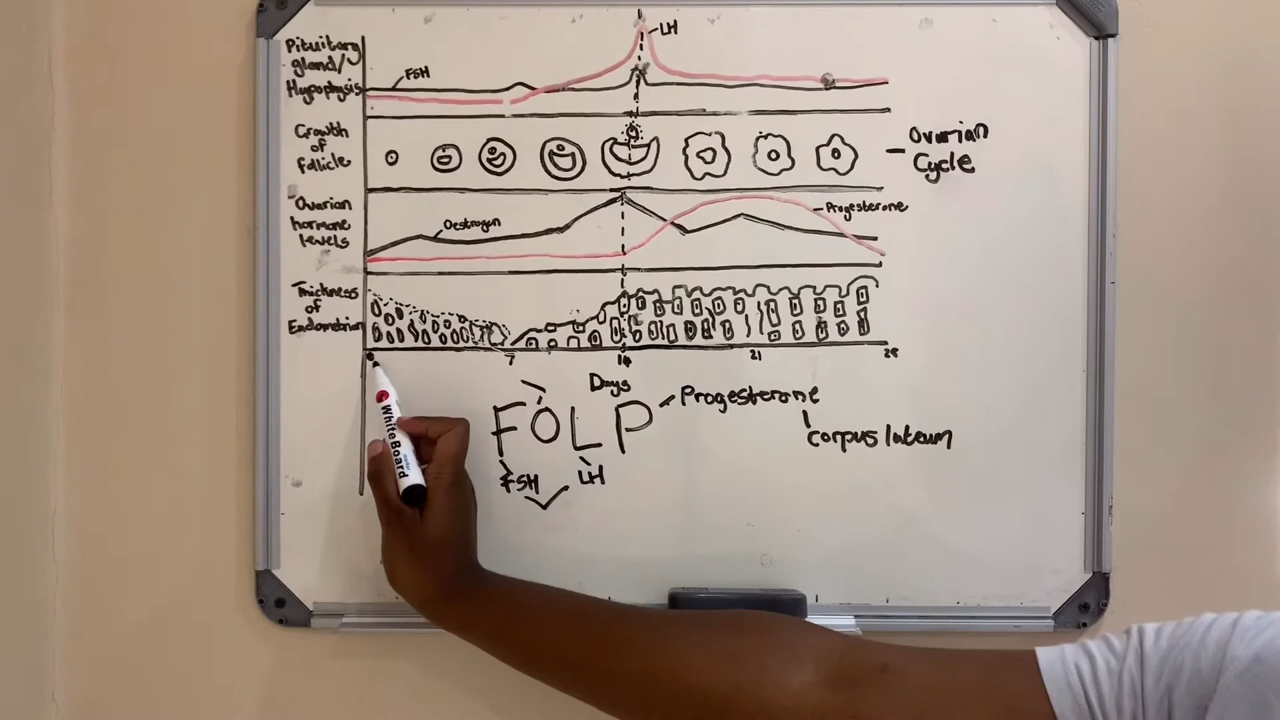 Pituitary
gland/
Hypophysis
FSH
LH
Growth
of
follicle
Ovarian
Cycle
Ovarian
hormone
levels
Oestrogen
Progesterone
Thickness
of
Endometrium
7
14
21
28
Days
FOLP
Progesterone
corpus luteum
FSH
LH
WhiteBoard
marker